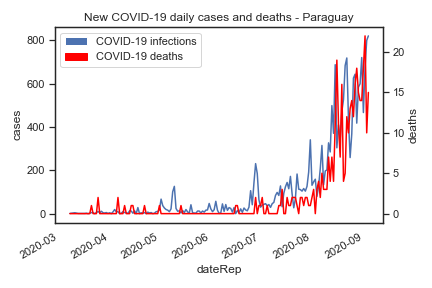 New COVID-19 daily cases and deaths - Paraguay
COVID-19 infections
COVID-19 deaths
800
600
400
200
0
cases
20
15
10
5
0
deaths
2020-03
2020-04
2020-05
2020-06
2020-07
2020-08
2020-09
dateRep